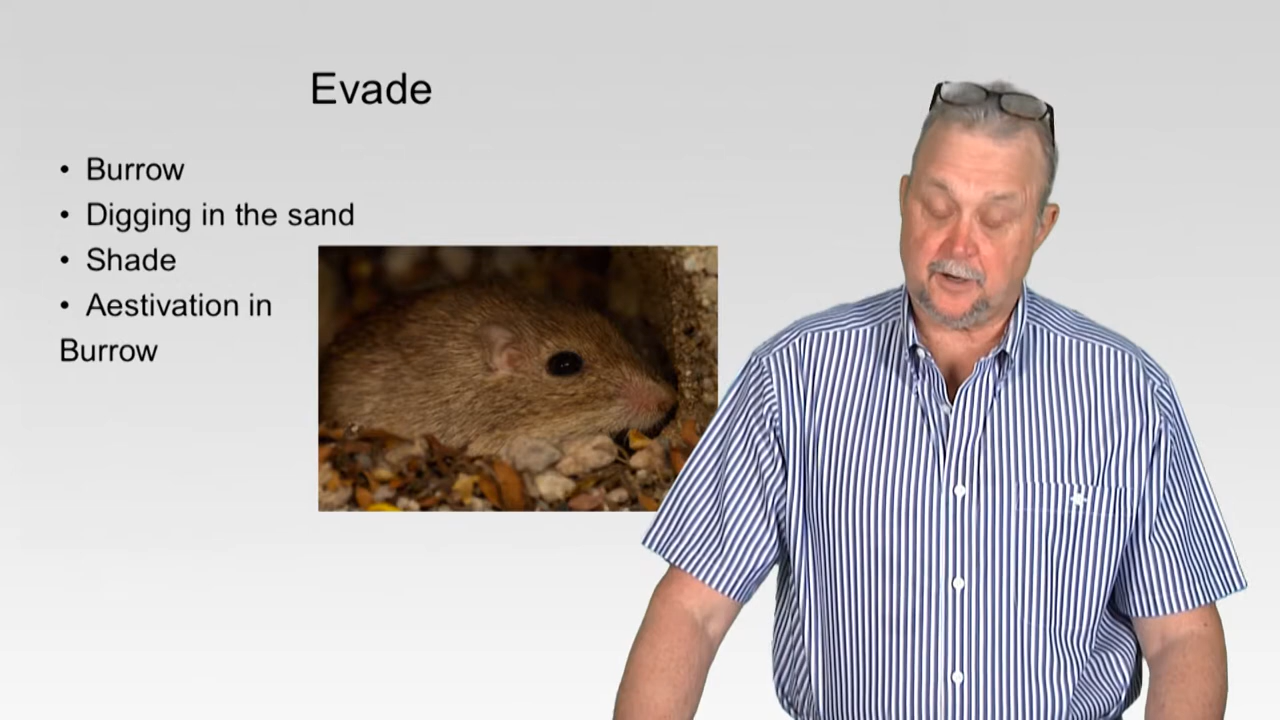 Evade
• Burrow
• Digging in the sand
• Shade
• Aestivation in
Burrow